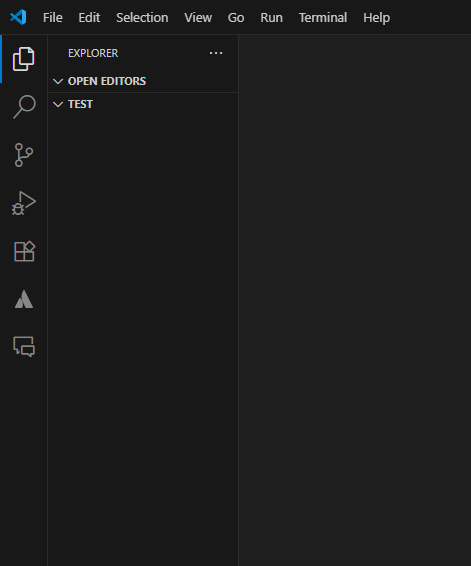 File Edit Selection View Go Run Terminal Help
EXPLORER
OPEN EDITORS
TEST